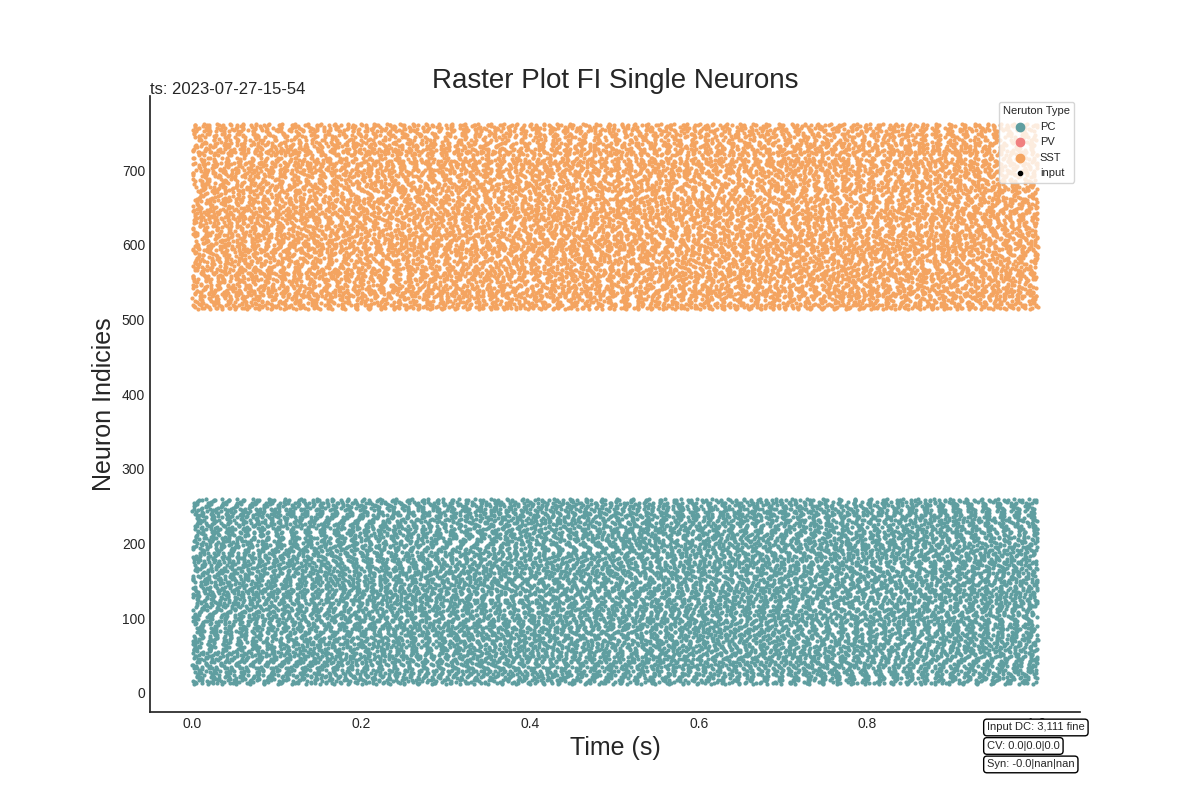 Raster Plot FI Single Neurons
ts: 2023-07-27-15-54
Neruton Type
PC
PV
SST
input
700
600
500
400
300
200
100
0
Neuron Indicies
0.0 0.2 0.4 0.6 0.8
Time (s)
Input DC: 3,111 fine
CV: 0.0|0.0|0.0
Syn: -0.0|nan|nan